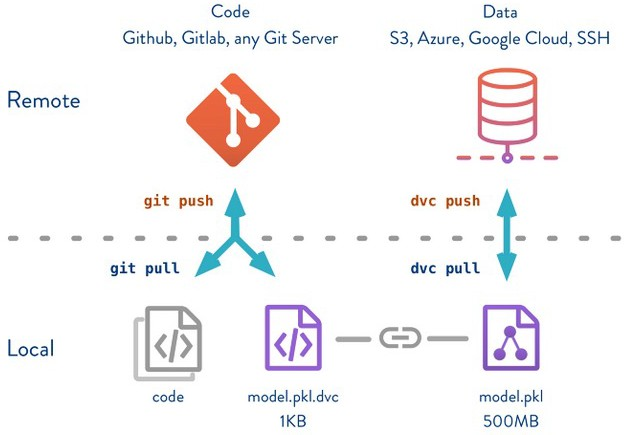 Code
Github, Gitlab, any Git Server
Data
S3, Azure, Google Cloud, SSH
Remote
git push
dvc push
git pull
dvc pull
Local
code
model.pkl.dvc
1KB
model.pkl
500MB